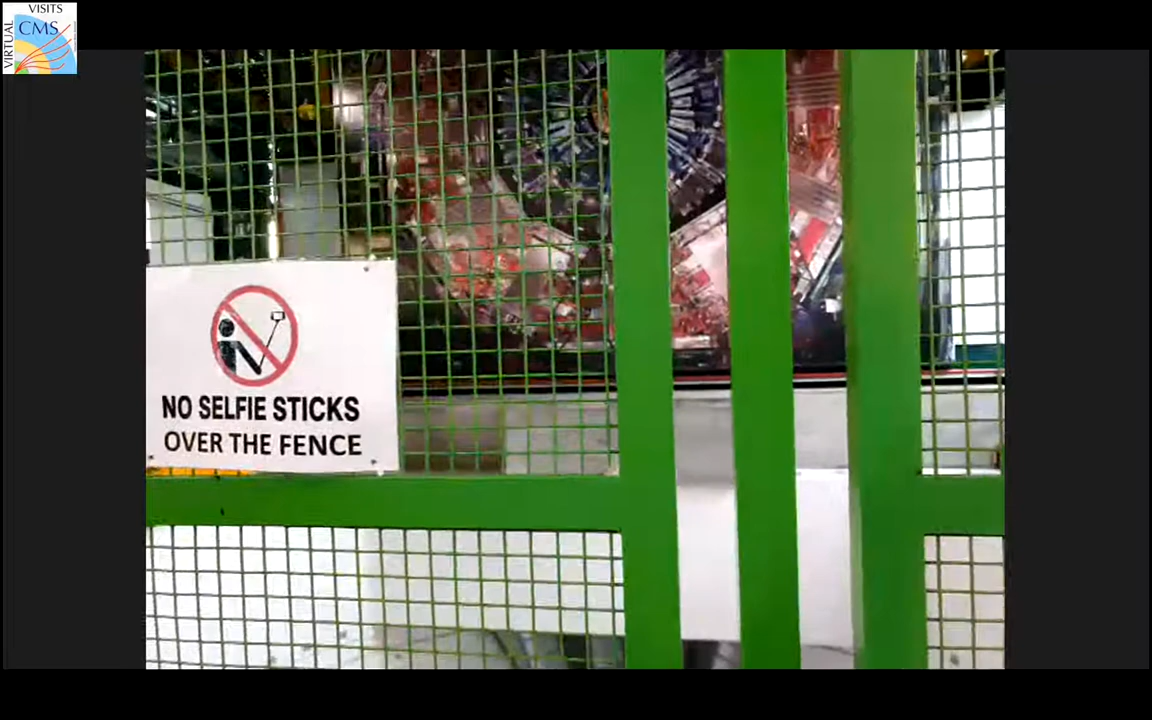 VISITS
VIRTUAL
CMS
NO SELFIE STICKS
OVER THE FENCE